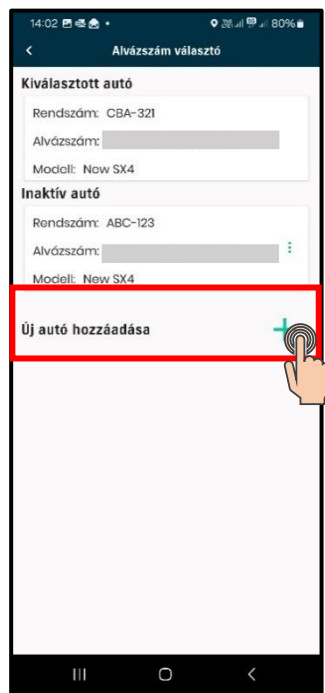 14:02 80%
Alvázszám választó
Kiválasztott autó
Rendszám: CBA-321
Alvázszám:
Modell: New SX4
Inaktív autó
Rendszám: ABC-123
Alvázszám:
Modell: New SX4
Új autó hozzáadása